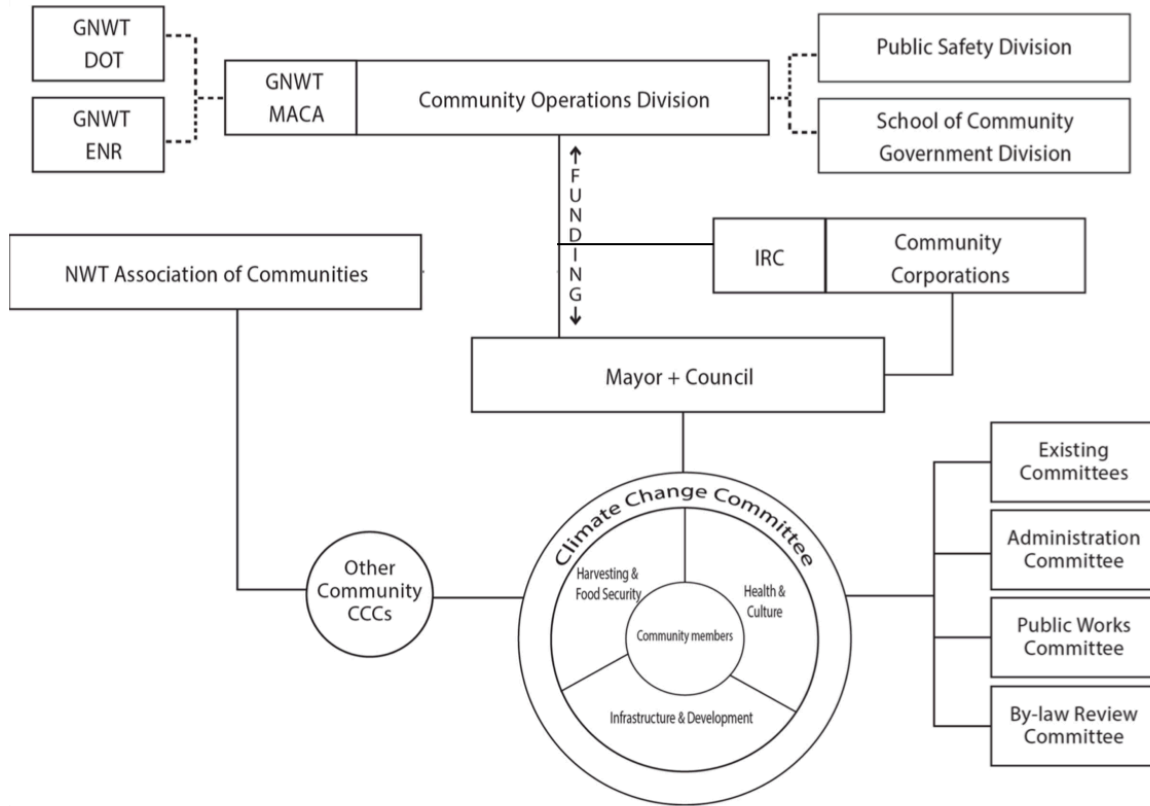 GNWT
DOT
GNWT
ENR
GNWT
MACA
Community Operations Division
Public Safety Division
School of Community
Government Division
↑FUNDING↓
NWT Association of Communities
IRC
Community
Corporations
Mayor + Council
Climate Change Committee
Harvesting &
Food Security
Health &
Culture
Community members
Infrastructure & Development
Other
Community
CCCs
Existing
Committees
Administration
Committee
Public Works
Committee
By-law Review
Committee